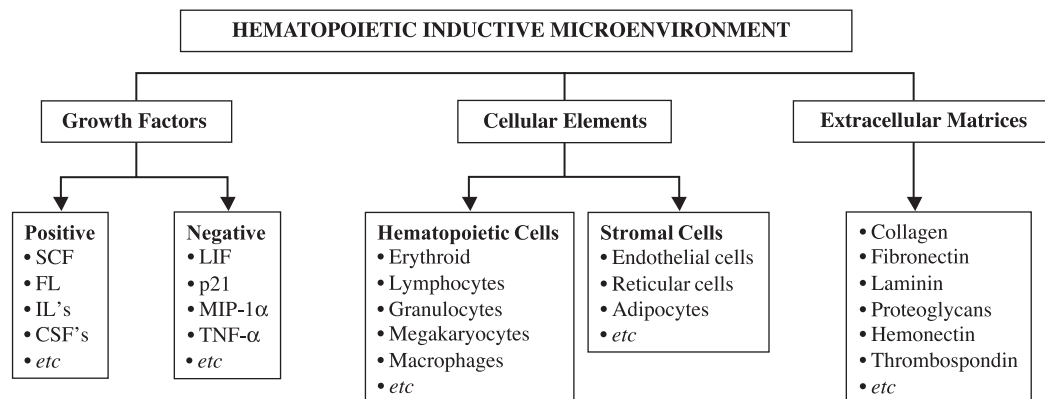 HEMATOPOIETIC INDUCTIVE MICROENVIRONMENT
Growth Factors
Cellular Elements
Extracellular Matrices
Positive
• SCF
• FL
• IL's
• CSF's
• etc
Negative
• LIF
• p21
• MIP-1α
• TNF-α
• etc
Hematopoietic Cells
• Erythroid
• Lymphocytes
• Granulocytes
• Megakaryocytes
• Macrophages
• etc
Stromal Cells
• Endothelial cells
• Reticular cells
• Adipocytes
• etc
• Collagen
• Fibronectin
• Laminin
• Proteoglycans
• Hemonectin
• Thrombospondin
• etc